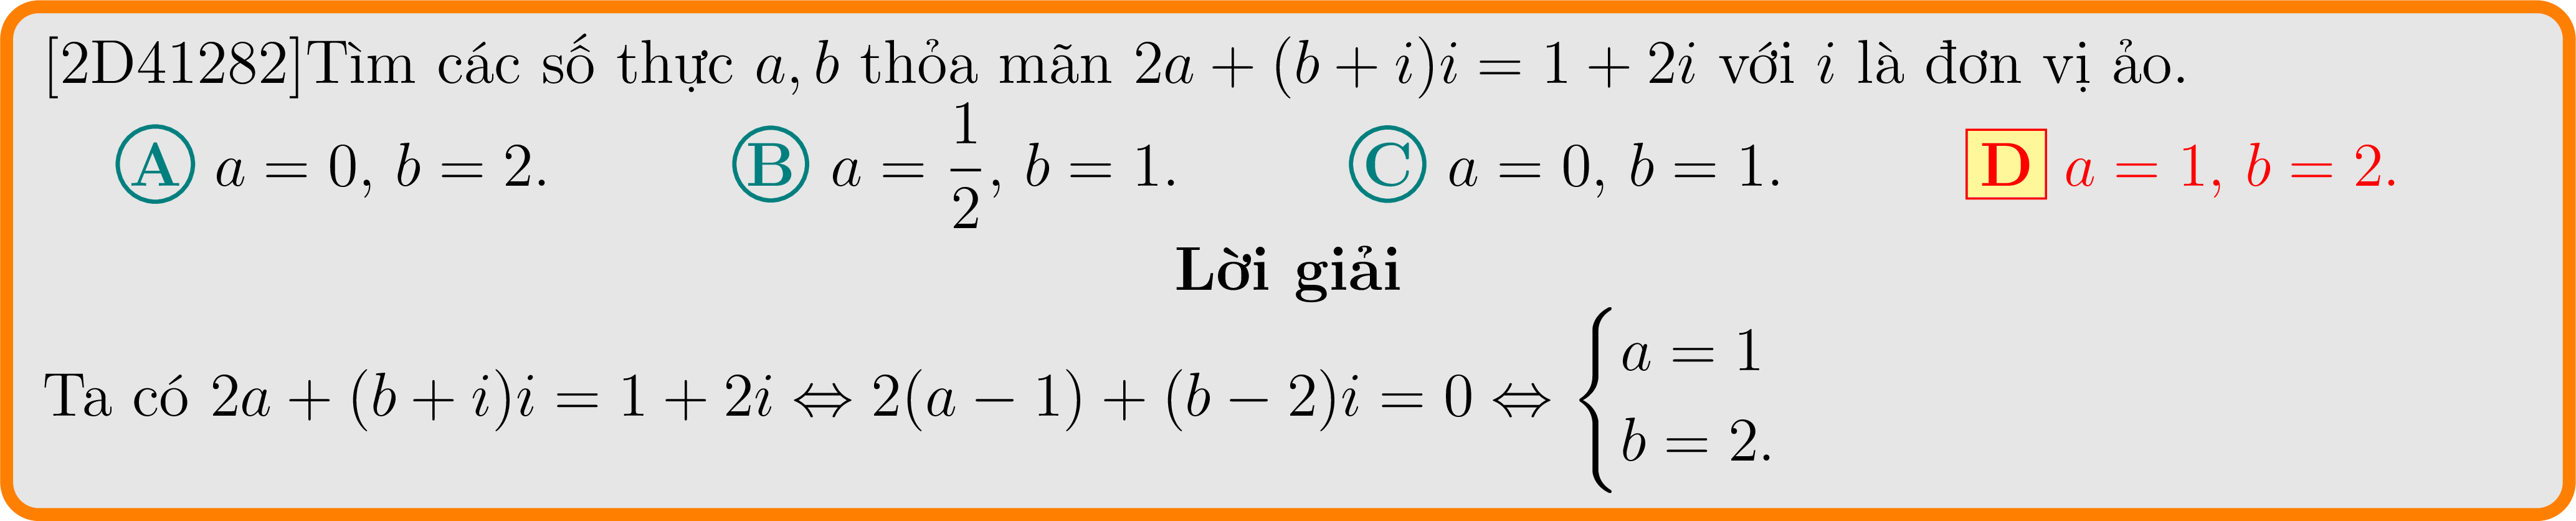 [2D41282]Tìm các số thực a, b thỏa mãn 2a + (b + i)i = 1 + 2i với i là đơn vị ảo.
A a = 0, b = 2. B a = \frac{1}{2}, b = 1. C a = 0, b = 1. D a = 1, b = 2.
Lời giải
Ta có 2a + (b + i)i = 1 + 2i ⇔ 2(a − 1) + (b − 2)i = 0 ⇔ \begin{cases} a = 1 \\ b = 2. \end{cases}